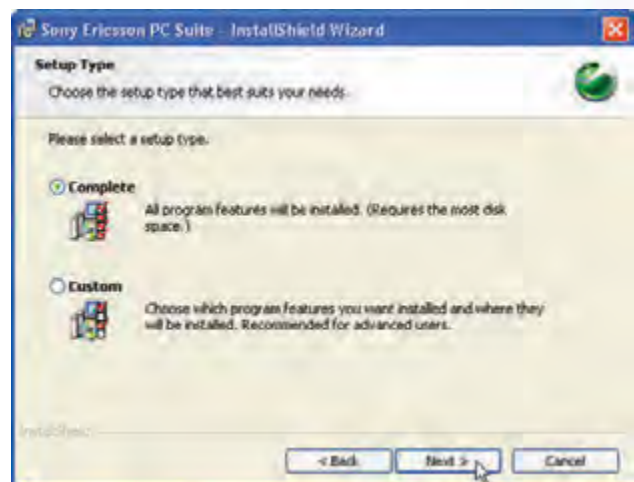 Sony Ericsson PC Suite - InstallShield Wizard
Setup Type
Choose the setup type that best suits your needs.
Please select a setup type.
Complete
All program features will be installed. (Requires the most disk
space.)
Custom
Choose which program features you want installed and where they
will be installed. Recommended for advanced users.
InstallShield
< Back
Next >
Cancel